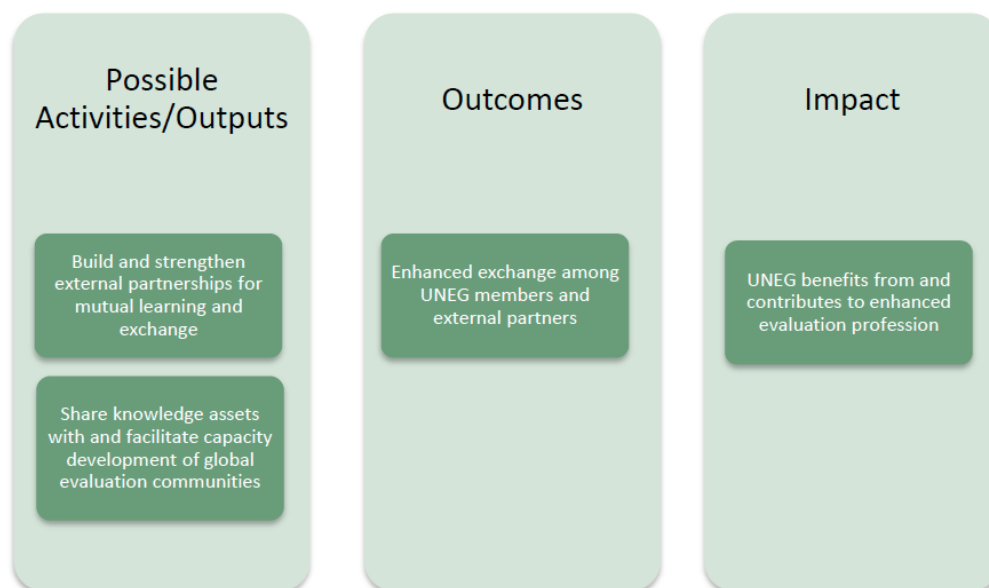 Possible
Activities/Outputs
Build and strengthen
external partnerships for
mutual learning and
exchange
Share knowledge assets
with and facilitate capacity
development of global
evaluation communities
Outcomes
Enhanced exchange among
UNEG members and
external partners
Impact
UNEG benefits from and
contributes to enhanced
evaluation profession